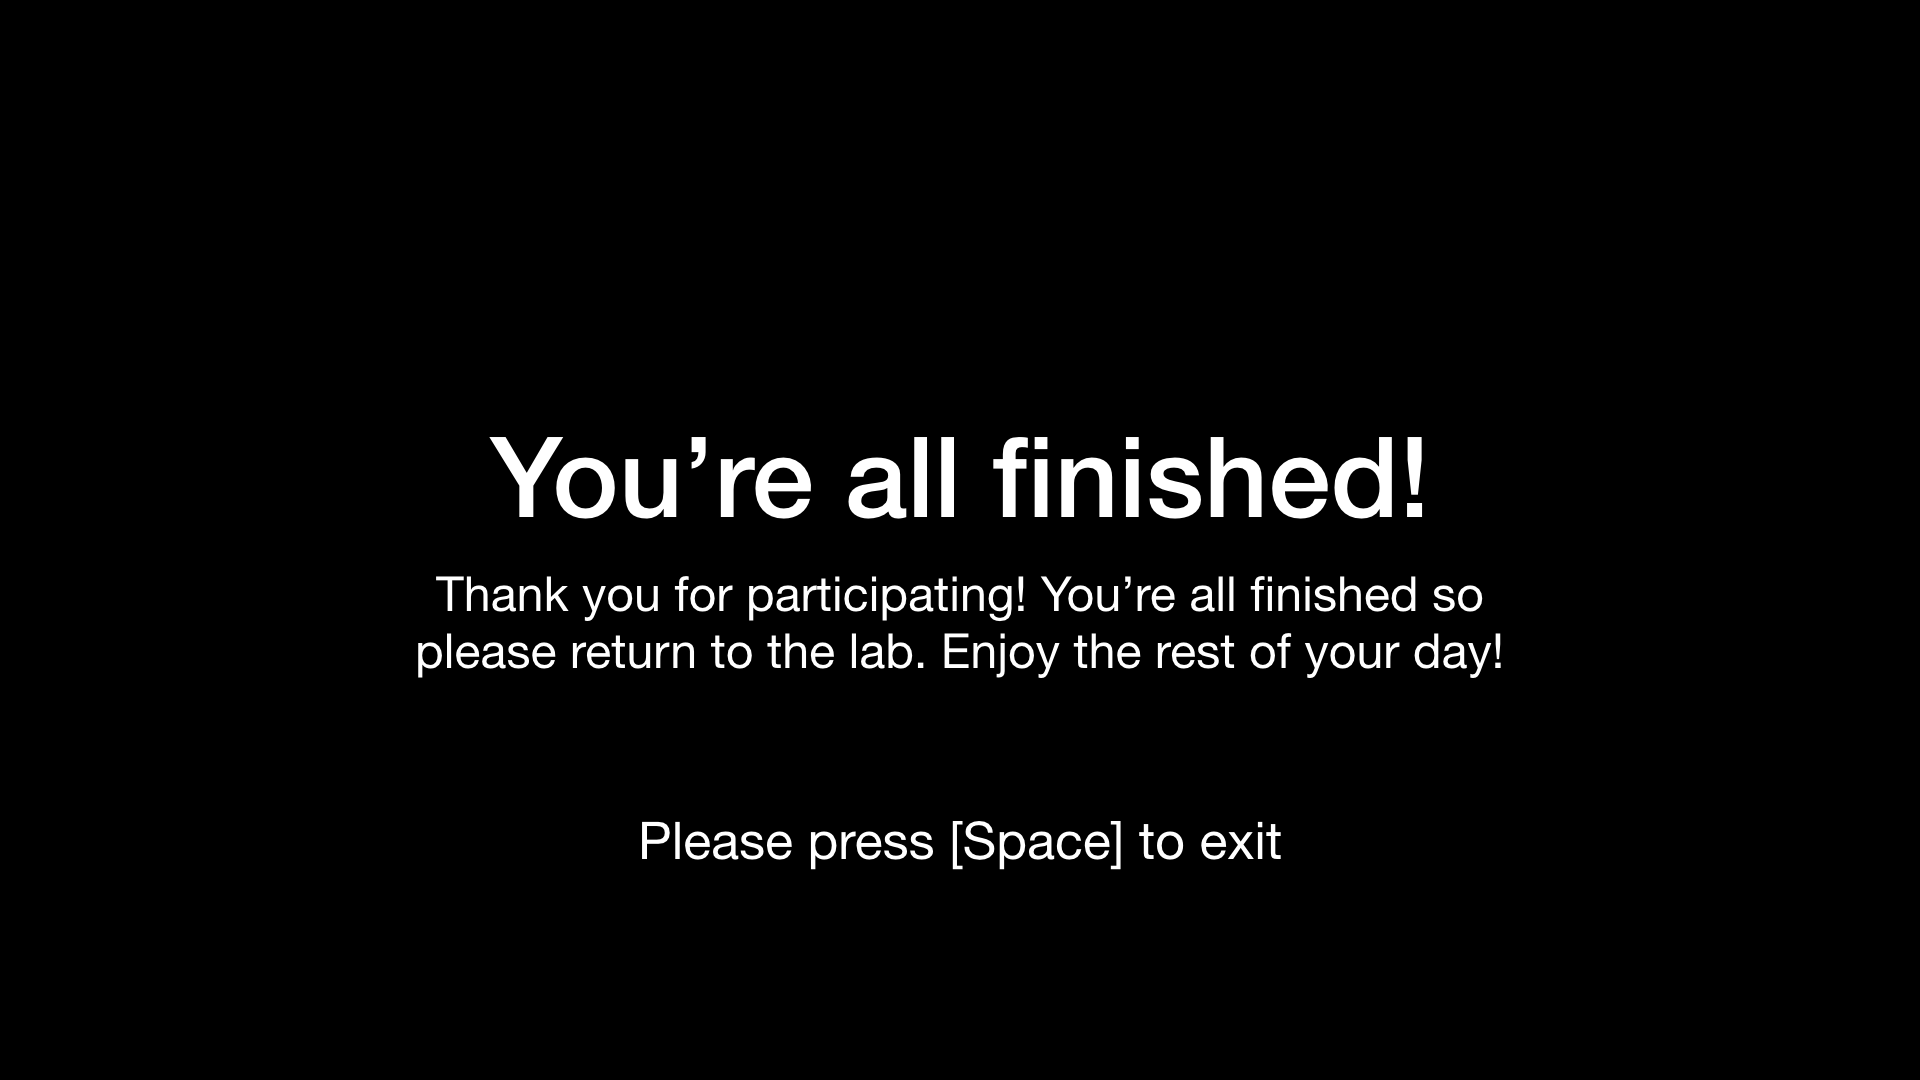 You’re all finished!
Thank you for participating! You’re all finished so
please return to the lab. Enjoy the rest of your day!
Please press [Space] to exit